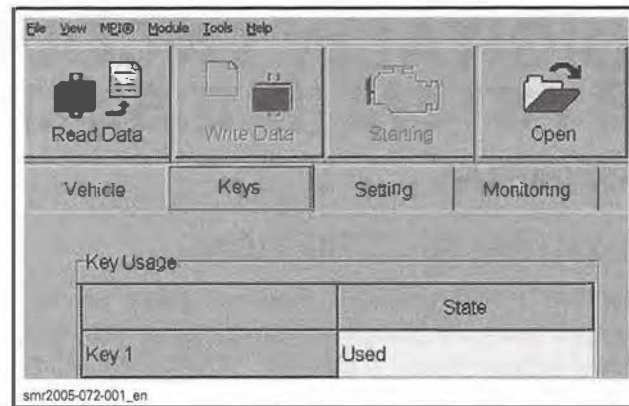 File View MPI® Module Tools Help
Read Data Write Data Starting Open
Vehicle Keys Setting Monitoring
Key Usage
State
Key 1 Used
smr2005-072-001_en